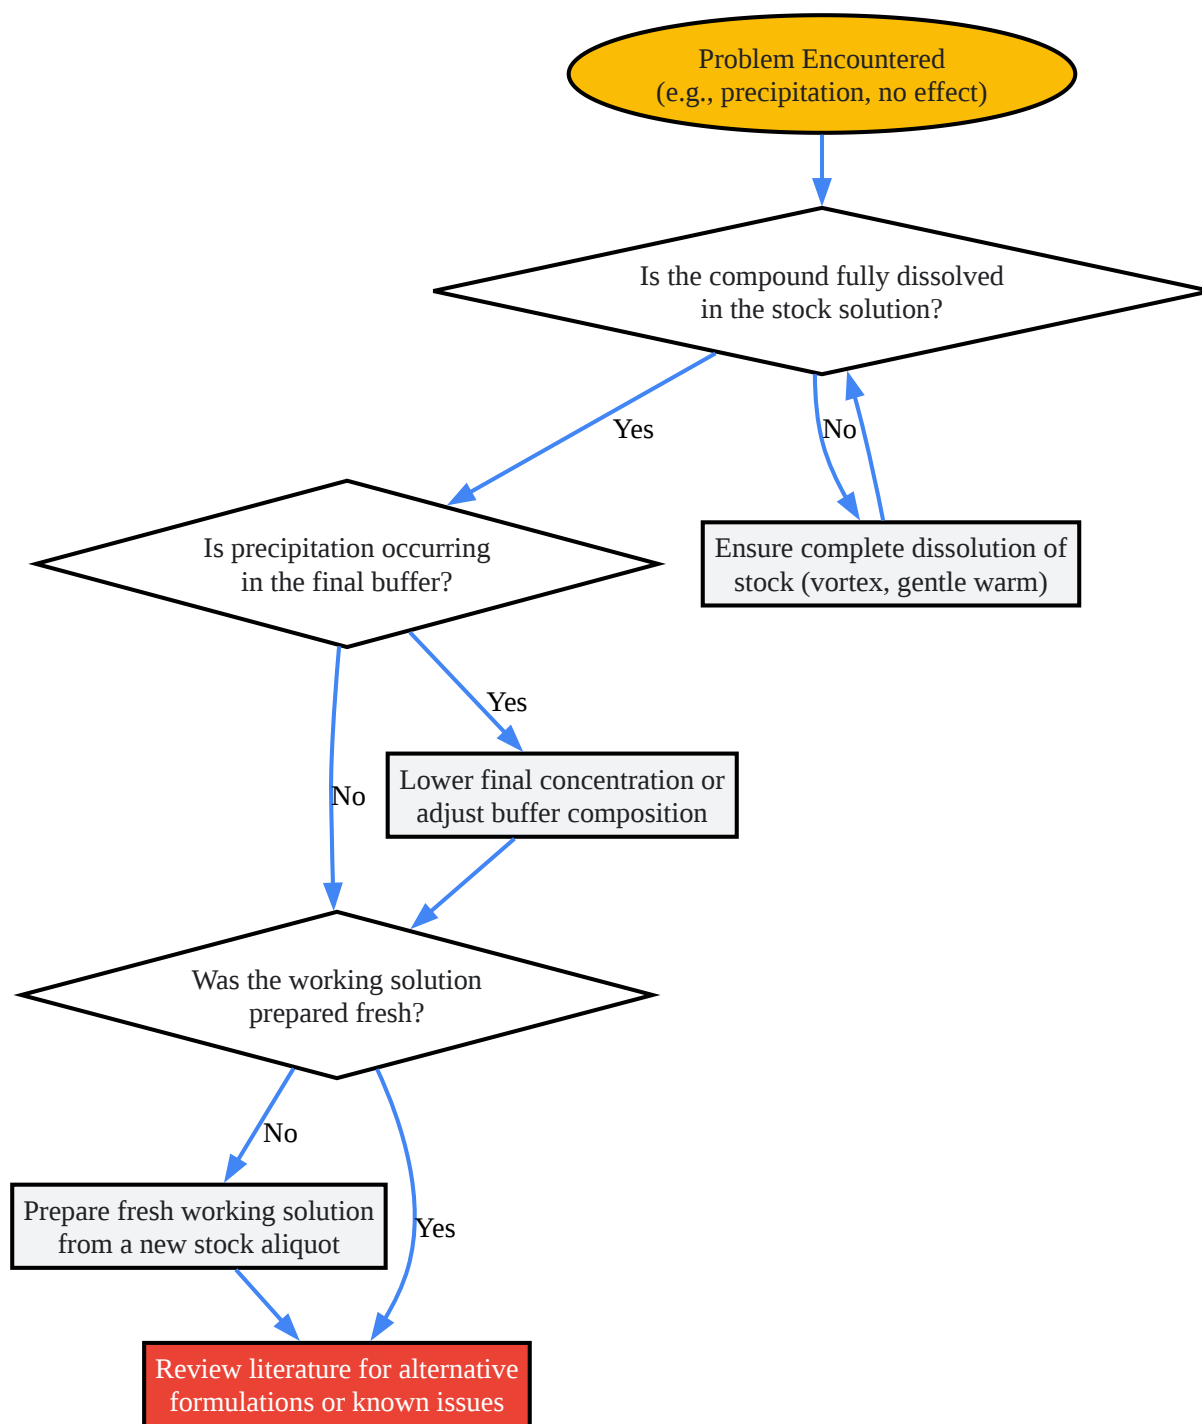 Problem Encountered
(e.g., precipitation, no effect)
Is the compound fully dissolved
in the stock solution?
Yes
No
Is precipitation occurring
in the final buffer?
Ensure complete dissolution of
stock (vortex, gentle warm)
Yes
No
Lower final concentration or
adjust buffer composition
Was the working solution
prepared fresh?
No
Yes
Prepare fresh working solution
from a new stock aliquot
Review literature for alternative
formulations or known issues